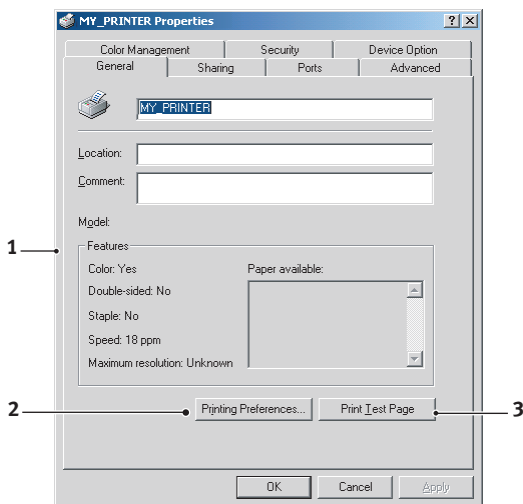 MY_PRINTER Properties
Color Management Security Device Option
General Sharing Ports Advanced
MY_PRINTER
Location:
Comment:
Model:
1
Features
Color: Yes Paper available:
Double-sided: No
Staple: No
Speed: 18 ppm
Maximum resolution: Unknown
2 Printing Preferences... Print Test Page 3
OK Cancel Apply